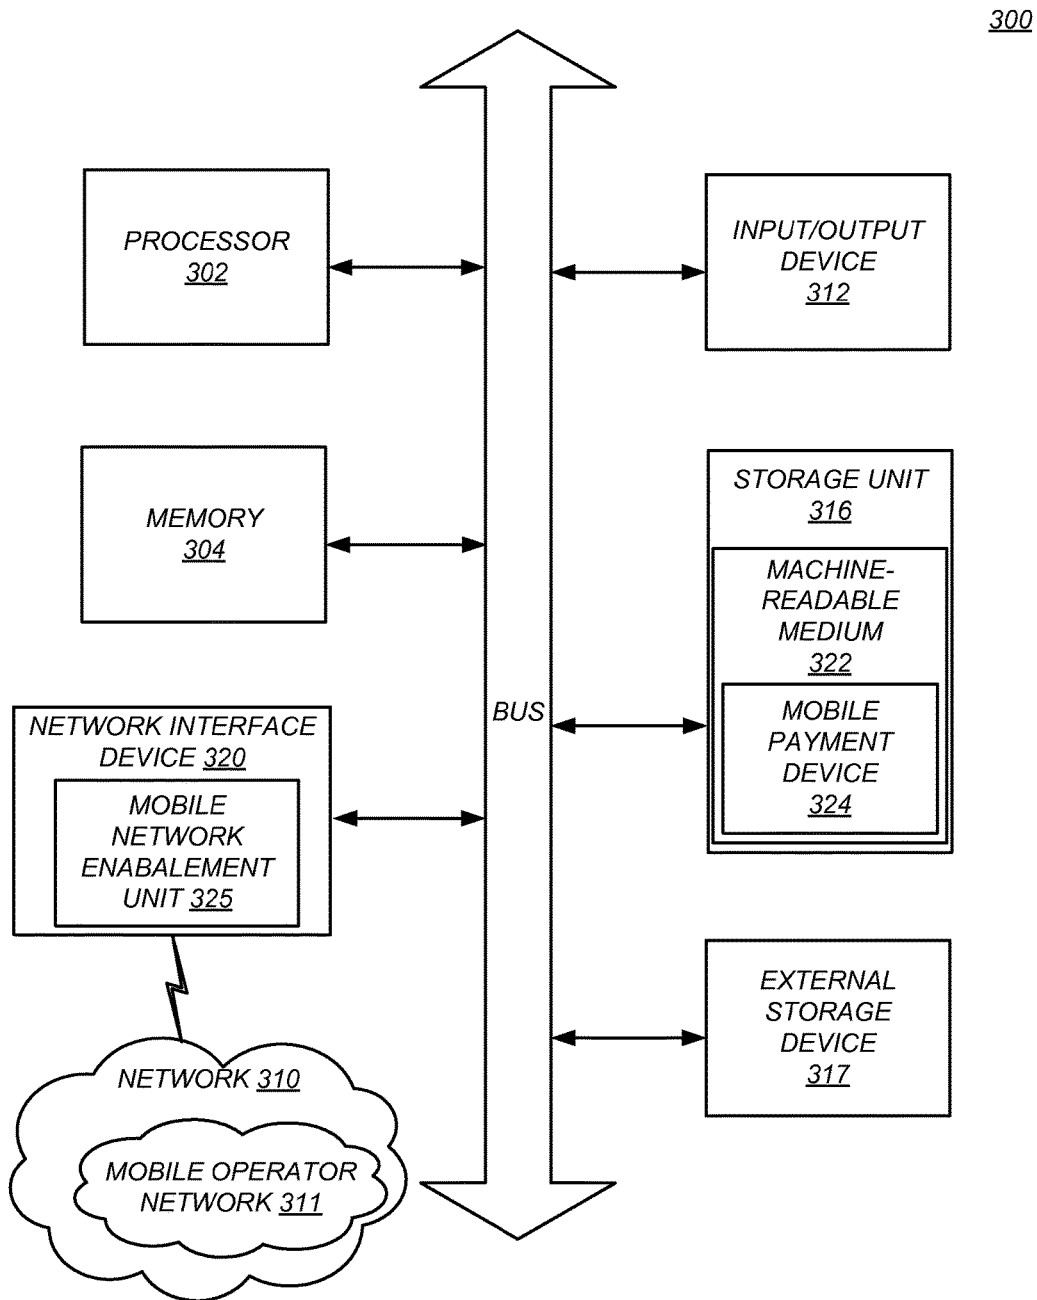 300
PROCESSOR
302
INPUT/OUTPUT
DEVICE
312
MEMORY
304
STORAGE UNIT
316
MACHINE-
READABLE
MEDIUM
322
MOBILE
PAYMENT
DEVICE
324
BUS
NETWORK INTERFACE
DEVICE 320
MOBILE
NETWORK
ENABALEMENT
UNIT 325
EXTERNAL
STORAGE
DEVICE
317
NETWORK 310
MOBILE OPERATOR
NETWORK 311